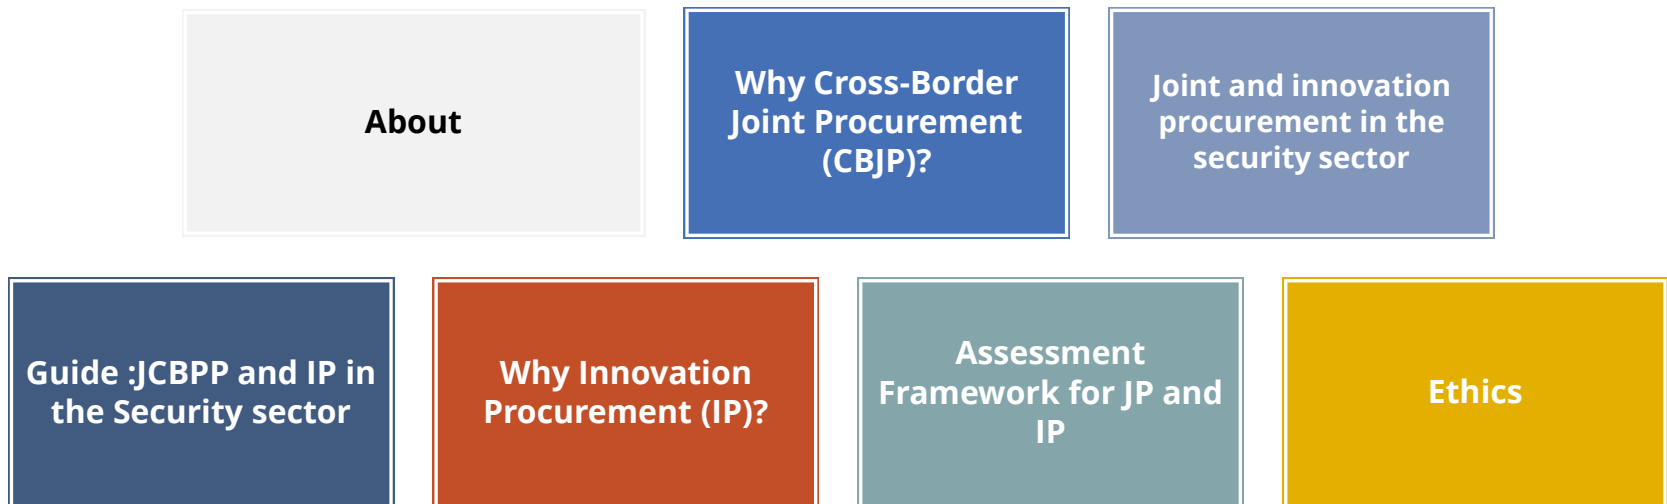 About
Why Cross-Border
Joint Procurement
(CBJP)?
Joint and innovation
procurement in the
security sector
Guide :JCBPP and IP in
the Security sector
Why Innovation
Procurement (IP)?
Assessment
Framework for JP and
IP
Ethics